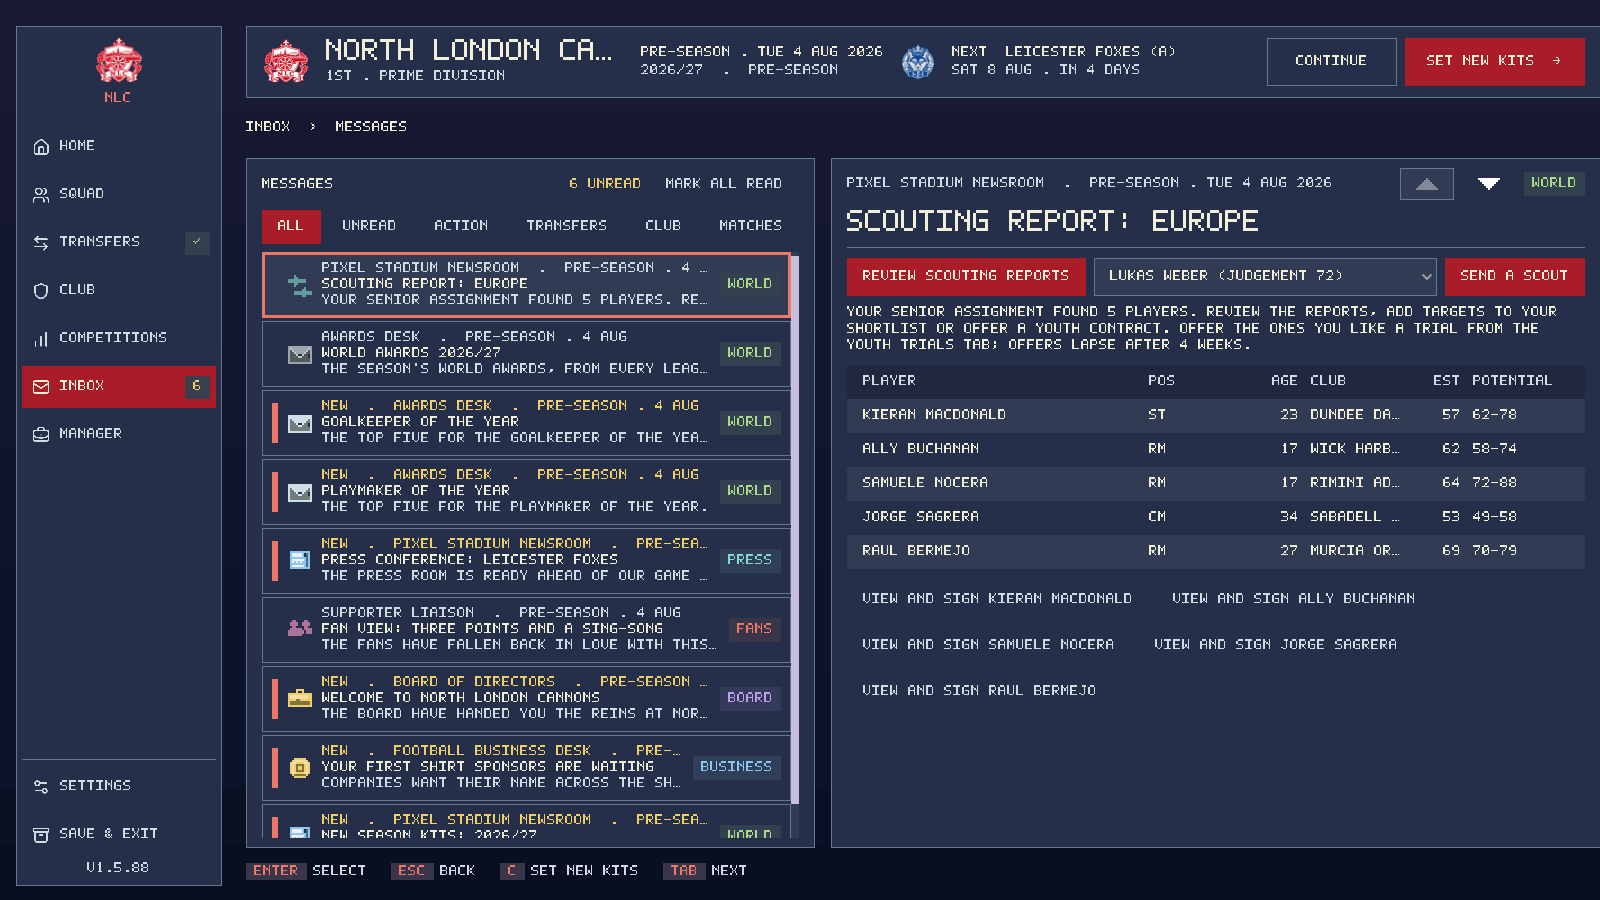 NLC
HOME
SQUAD
TRANSFERS
CLUB
COMPETITIONS
INBOX 6
MANAGER
SETTINGS
SAVE & EXIT
V1.5.88
NORTH LONDON CA...
1ST . PRIME DIVISION
PRE-SEASON . TUE 4 AUG 2026
2026/27 . PRE-SEASON
NEXT LEICESTER FOXES (A)
SAT 8 AUG . IN 4 DAYS
CONTINUE
SET NEW KITS →
INBOX › MESSAGES
MESSAGES 6 UNREAD MARK ALL READ
ALL UNREAD ACTION TRANSFERS CLUB MATCHES
PIXEL STADIUM NEWSROOM . PRE-SEASON . 4 ...
SCOUTING REPORT: EUROPE
YOUR SENIOR ASSIGNMENT FOUND 5 PLAYERS. RE...
WORLD
AWARDS DESK . PRE-SEASON . 4 AUG
WORLD AWARDS 2026/27
THE SEASON'S WORLD AWARDS, FROM EVERY LEAG...
WORLD
NEW . AWARDS DESK . PRE-SEASON . 4 AUG
GOALKEEPER OF THE YEAR
THE TOP FIVE FOR THE GOALKEEPER OF THE YEA...
WORLD
NEW . AWARDS DESK . PRE-SEASON . 4 AUG
PLAYMAKER OF THE YEAR
THE TOP FIVE FOR THE PLAYMAKER OF THE YEAR.
WORLD
NEW . PIXEL STADIUM NEWSROOM . PRE-SEA...
PRESS CONFERENCE: LEICESTER FOXES
THE PRESS ROOM IS READY AHEAD OF OUR GAME ...
PRESS
SUPPORTER LIAISON . PRE-SEASON . 4 AUG
FAN VIEW: THREE POINTS AND A SING-SONG
THE FANS HAVE FALLEN BACK IN LOVE WITH THIS...
FANS
NEW . BOARD OF DIRECTORS . PRE-SEASON ...
WELCOME TO NORTH LONDON CANNONS
THE BOARD HAVE HANDED YOU THE REINS AT NOR...
BOARD
NEW . FOOTBALL BUSINESS DESK . PRE-...
YOUR FIRST SHIRT SPONSORS ARE WAITING
COMPANIES WANT THEIR NAME ACROSS THE SH...
BUSINESS
NEW . PIXEL STADIUM NEWSROOM . PRE-SEA...
NEW SEASON KITS: 2026/27
WORLD
PIXEL STADIUM NEWSROOM . PRE-SEASON . TUE 4 AUG 2026
WORLD
SCOUTING REPORT: EUROPE
REVIEW SCOUTING REPORTS
LUKAS WEBER (JUDGEMENT 72)
SEND A SCOUT
YOUR SENIOR ASSIGNMENT FOUND 5 PLAYERS. REVIEW THE REPORTS, ADD TARGETS TO YOUR
SHORTLIST OR OFFER A YOUTH CONTRACT. OFFER THE ONES YOU LIKE A TRIAL FROM THE
YOUTH TRIALS TAB; OFFERS LAPSE AFTER 4 WEEKS.
PLAYER POS AGE CLUB EST POTENTIAL
KIERAN MACDONALD ST 23 DUNDEE DA... 57 62-78
ALLY BUCHANAN RM 17 WICK HARB... 62 58-74
SAMUELE NOCERA RM 17 RIMINI AD... 64 72-88
JORGE SAGRERA CM 34 SABADELL ... 53 49-58
RAUL BERMEJO RM 27 MURCIA OR... 69 70-79
VIEW AND SIGN KIERAN MACDONALD VIEW AND SIGN ALLY BUCHANAN
VIEW AND SIGN SAMUELE NOCERA VIEW AND SIGN JORGE SAGRERA
VIEW AND SIGN RAUL BERMEJO
ENTER SELECT ESC BACK C SET NEW KITS TAB NEXT